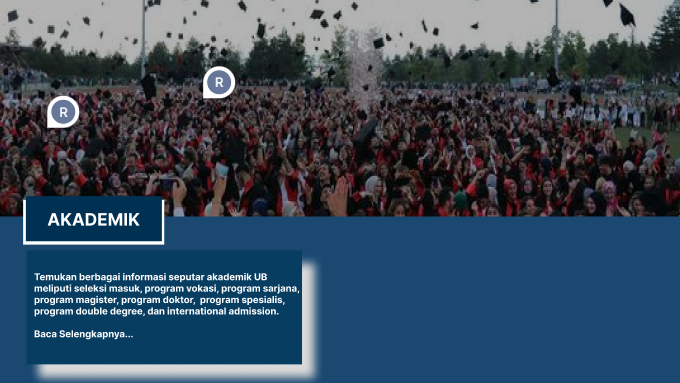 R
R
AKADEMIK
Temukan berbagai informasi seputar akademik UB
meliputi seleksi masuk, program vokasi, program sarjana,
program magister, program doktor, program spesialis,
program double degree, dan international admission.
Baca Selengkapnya...